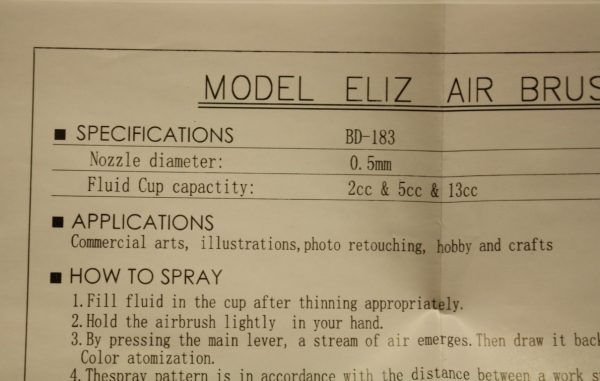 MODEL ELIZ AIR BRUS
■ SPECIFICATIONS BD-183
Nozzle diameter: 0.5mm
Fluid Cup capactity: 2cc & 5cc & 13cc
■ APPLICATIONS
Commercial arts, illustrations,photo retouching, hobby and crafts
■ HOW TO SPRAY
1.Fill fluid in the cup after thinning appropriately.
2.Hold the airbrush lightly in your hand.
3.By pressing the main lever, a stream of air emerges.Then draw it back
Color atomization.
4.Thespray pattern is in accordance with the distance between a work